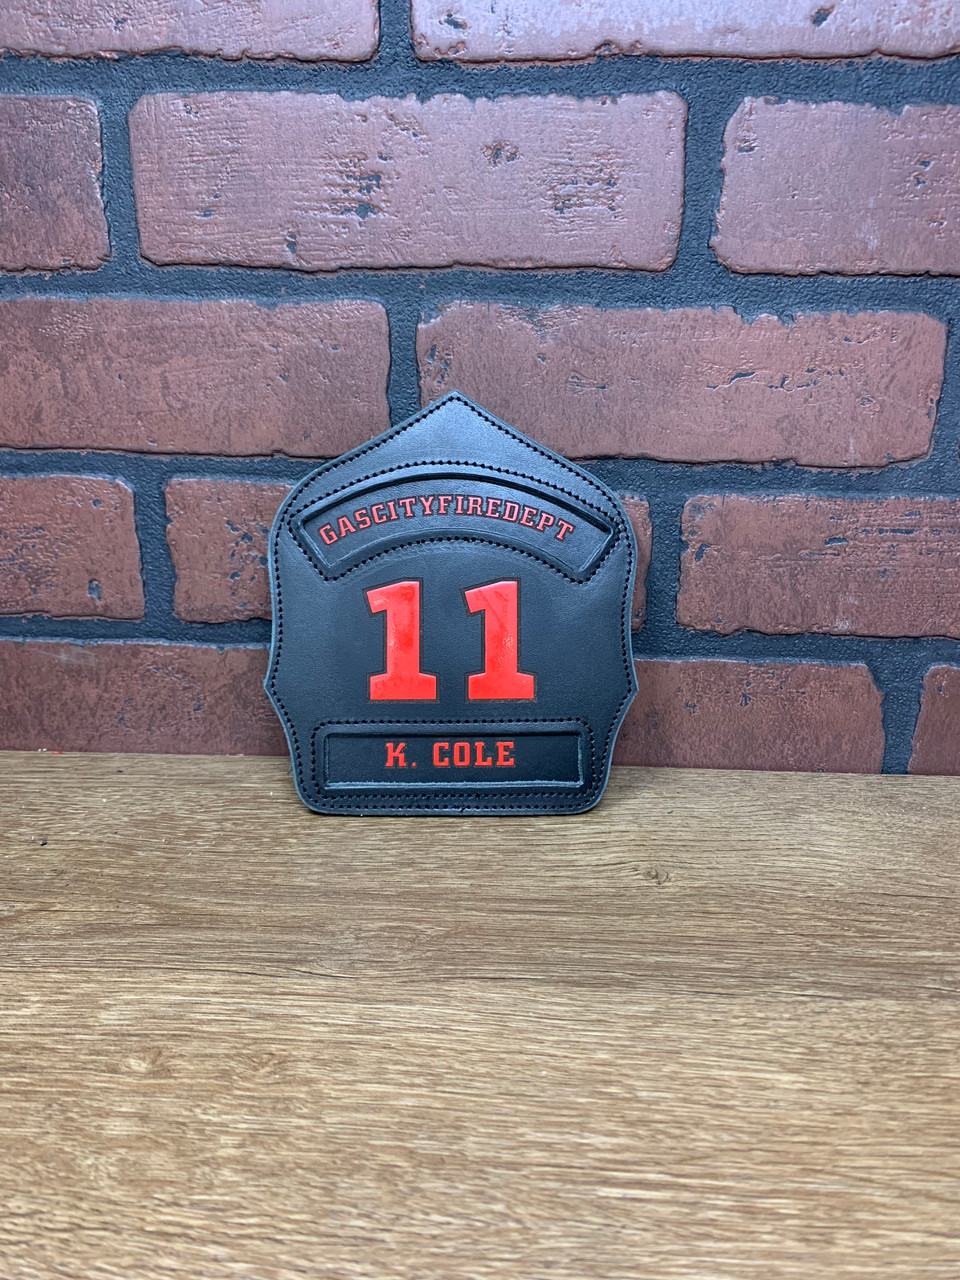 GASCITYFIREDEPT
11
K. COLE